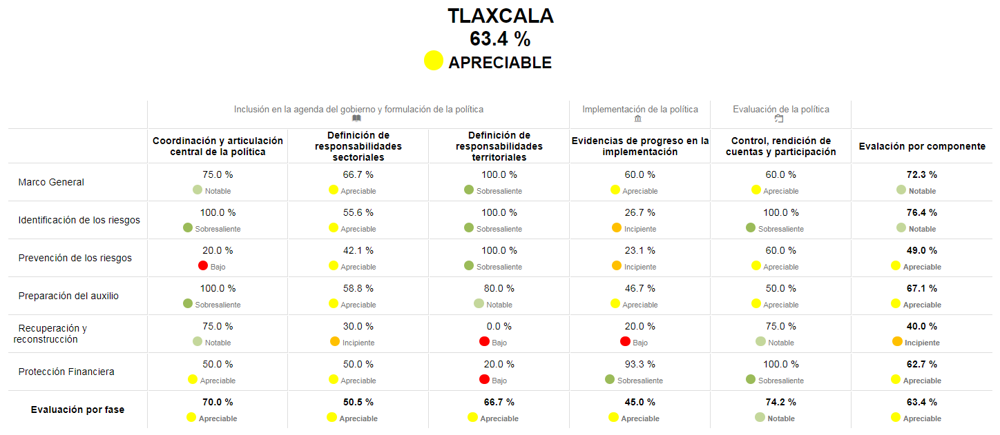 TLAXCALA
63.4 %
APRECIABLE
Inclusión en la agenda del gobierno y formulación de la política
Implementación de la política
Evaluación de la política
Coordinación y articulación
central de la política
Definición de
responsabilidades
sectoriales
Definición de
responsabilidades
territoriales
Evidencias de progreso en la
implementación
Control, rendición de
cuentas y participación
Evalación por componente
Marco General
75.0 %
Notable
66.7 %
Apreciable
100.0 %
Sobresaliente
60.0 %
Apreciable
60.0 %
Apreciable
72.3 %
Notable
Identificación de los riesgos
100.0 %
Sobresaliente
55.6 %
Apreciable
100.0 %
Sobresaliente
26.7 %
Incipiente
100.0 %
Sobresaliente
76.4 %
Notable
Prevención de los riesgos
20.0 %
Bajo
42.1 %
Apreciable
100.0 %
Sobresaliente
23.1 %
Incipiente
60.0 %
Apreciable
49.0 %
Apreciable
Preparación del auxilio
100.0 %
Sobresaliente
58.8 %
Apreciable
80.0 %
Notable
46.7 %
Apreciable
50.0 %
Apreciable
67.1 %
Apreciable
Recuperación y
reconstrucción
75.0 %
Notable
30.0 %
Incipiente
0.0 %
Bajo
20.0 %
Bajo
75.0 %
Notable
40.0 %
Incipiente
Protección Financiera
50.0 %
Apreciable
50.0 %
Apreciable
20.0 %
Bajo
93.3 %
Sobresaliente
100.0 %
Sobresaliente
62.7 %
Apreciable
Evaluación por fase
70.0 %
Apreciable
50.5 %
Apreciable
66.7 %
Apreciable
45.0 %
Apreciable
74.2 %
Notable
63.4 %
Apreciable